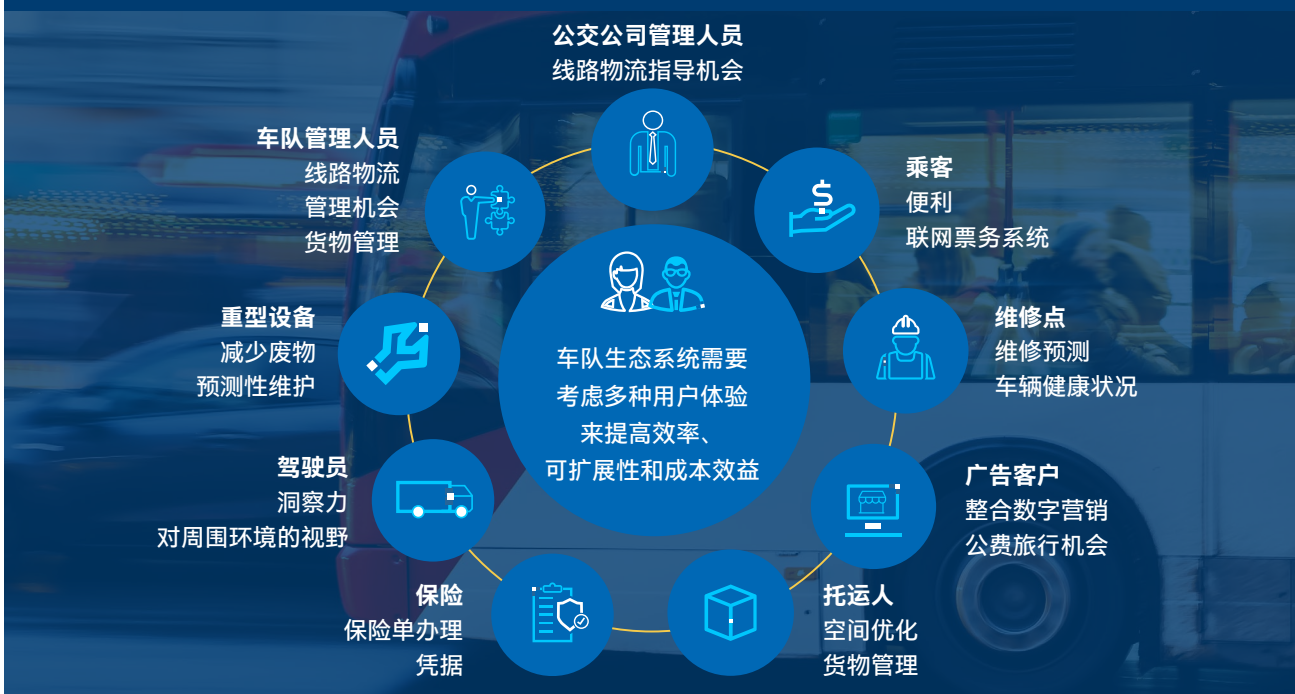 公交公司管理人员
线路物流指导机会
车队管理人员
线路物流
管理机会
货物管理
乘客
便利
联网票务系统
重型设备
减少废物
预测性维护
车队生态系统需要
考虑多种用户体验
来提高效率、
可扩展性和成本效益
维修点
维修预测
车辆健康状况
驾驶员
洞察力
对周围环境的视野
广告客户
整合数字营销
公费旅行机会
保险
保险单办理
凭据
托运人
空间优化
货物管理